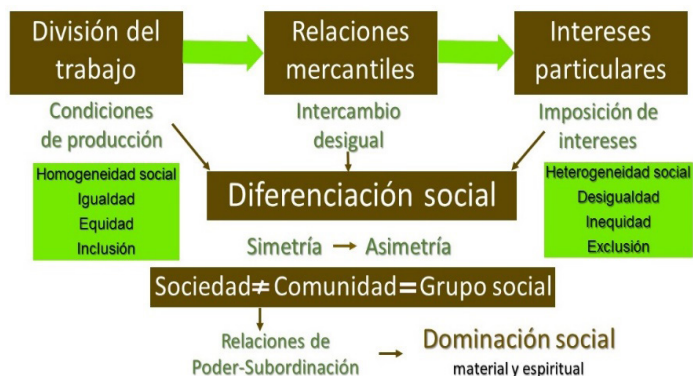 División del
trabajo
Relaciones
mercantiles
Intereses
particulares
Condiciones
de producción
Intercambio
desigual
Imposición de
intereses
Homogeneidad social
Igualdad
Equidad
Inclusión
Diferenciación social
Heterogeneidad social
Desigualdad
Inequidad
Exclusión
Simetría → Asimetría
Sociedad≠Comunidad=Grupo social
Relaciones de
Poder-Subordinación
Dominación social
material y espiritual